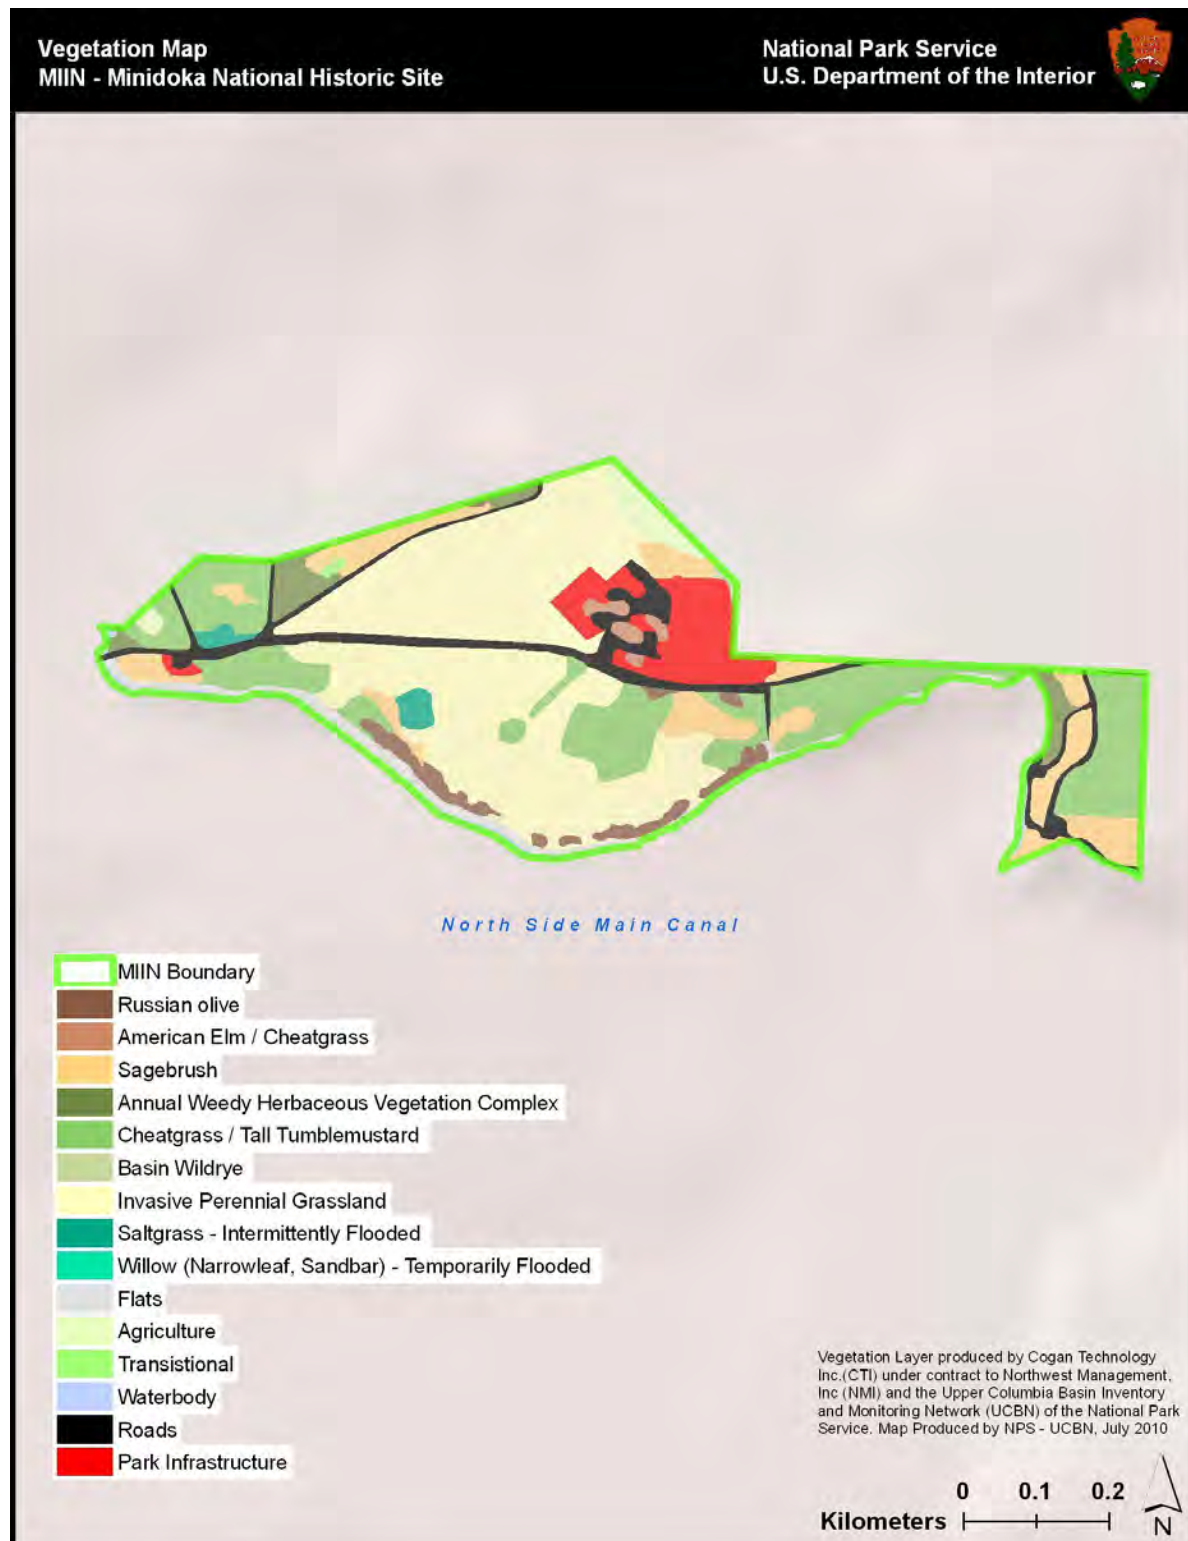 Vegetation Map
MIIN - Minidoka National Historic Site
National Park Service
U.S. Department of the Interior
North Side Main Canal
MIIN Boundary
Russian olive
American Elm / Cheatgrass
Sagebrush
Annual Weedy Herbaceous Vegetation Complex
Cheatgrass / Tall Tumblemustard
Basin Wildrye
Invasive Perennial Grassland
Saltgrass - Intermittently Flooded
Willow (Narrowleaf, Sandbar) - Temporarily Flooded
Flats
Agriculture
Transistional
Waterbody
Roads
Park Infrastructure
Vegetation Layer produced by Cogan Technology
Inc.(CTI) under contract to Northwest Management,
Inc (NMI) and the Upper Columbia Basin Inventory
and Monitoring Network (UCBN) of the National Park
Service. Map Produced by NPS - UCBN, July 2010
0 0.1 0.2
Kilometers
N